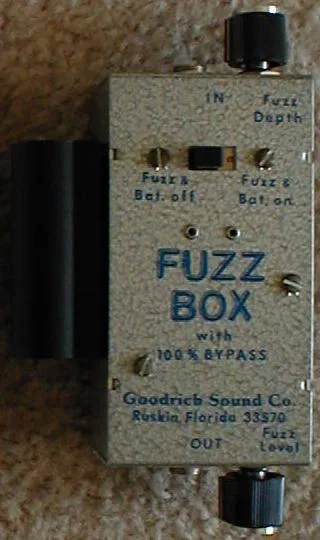 IN
Fuzz
Depth
Fuzz & Fuzz &
Bat. off Bat. on
FUZZ
BOX
with
100% BYPASS
Goodrich Sound Co.
Ruskin, Florida 33570
OUT
Fuzz
Level